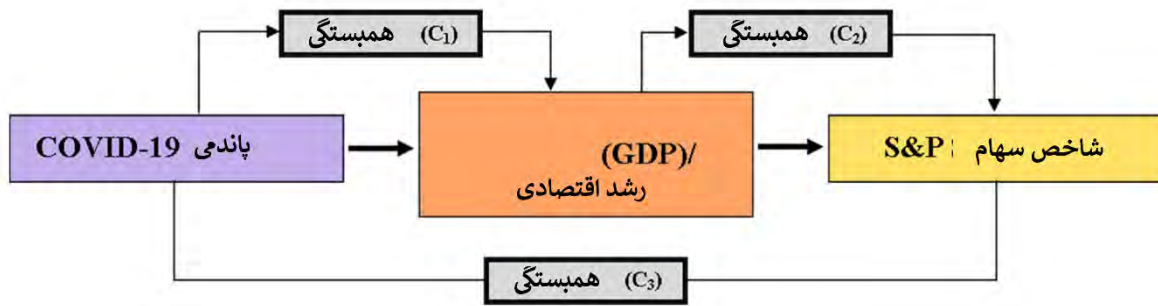 همبستگی (C₁)
همبستگی (C₂)
پاندمی COVID-19
(GDP)/
رشد اقتصادی
شاخص سهام S&P
همبستگی (C₃)